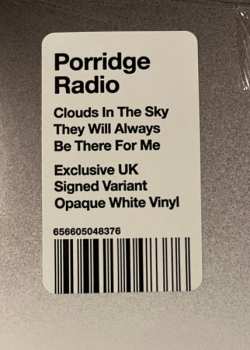 Porridge
Radio
Clouds In The Sky
They Will Always
Be There For Me
Exclusive UK
Signed Variant
Opaque White Vinyl
656605048376